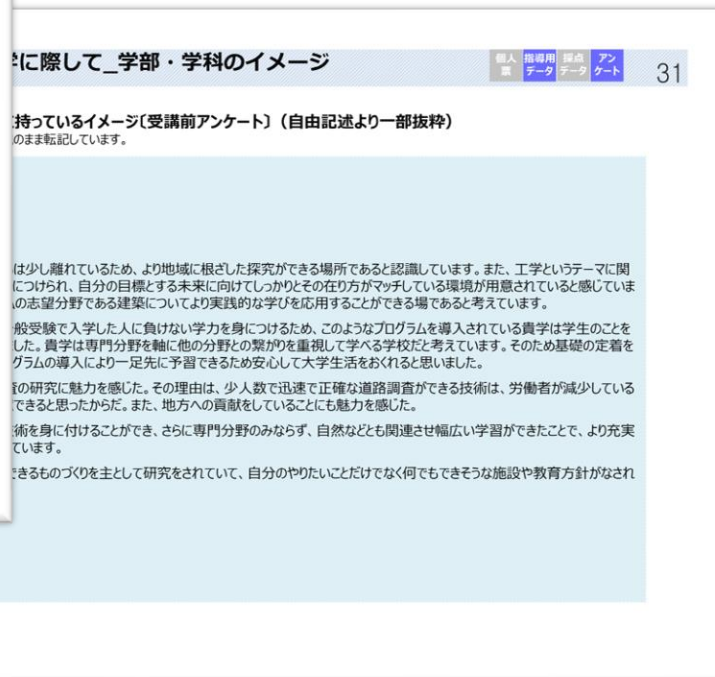 に際して_学部・学科のイメージ
個人票 指導用データ 採点データ アンケート
31
持っているイメージ〔受講前アンケート〕（自由記述より一部抜粋）
のまま転記しています。
は少し離れているため、より地域に根ざした探究ができる場所であると認識しています。また、工学というテーマに関
につけられ、自分の目標とする未来に向けてしっかりとその在り方がマッチしている環境が用意されていると感じていま
の志望分野である建築についてより実践的な学びを応用することができる場であると考えています。
般受験で入学した人に負けない学力を身につけるため、このようなプログラムを導入されている貴学は学生のことを
した。貴学は専門分野を軸に他の分野との繋がりを重視して学べる学校だと考えています。そのため基礎の定着を
グラムの導入により一足先に予習できるため安心して大学生活をおくれると思いました。
の研究に魅力を感じた。その理由は、少人数で迅速で正確な道路調査ができる技術は、労働者が減少している
できると思ったからだ。また、地方への貢献をしていることにも魅力を感じた。
術を身に付けることができ、さらに専門分野のみならず、自然などとも関連させ幅広い学習ができたことで、より充実
ています。
できるものづくりを主として研究をされていて、自分のやりたいことだけでなく何でもできそうな施設や教育方針がなされ